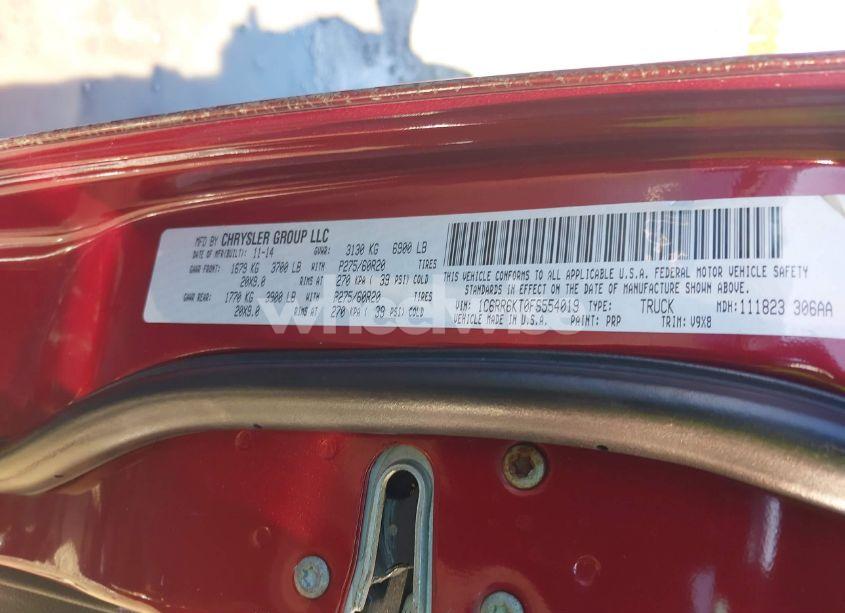 MFD BY CHRYSLER GROUP LLC
DATE OF MFR(BUILT): 11-14 GVWR: 3130 KG 6900 LB
GAWR FRONT: 1679 KG 3700 LB WITH P275/60R20 TIRES
20X9.0 RIMS AT 270 KPA ( 39 PSI) COLD
GAWR REAR: 1770 KG 3900 LB WITH P275/60R20 TIRES
20X9.0 RIMS AT 270 KPA ( 39 PSI) COLD
THIS VEHICLE CONFORMS TO ALL APPLICABLE U.S.A. FEDERAL MOTOR VEHICLE SAFETY
STANDARDS IN EFFECT ON THE DATE OF MANUFACTURE SHOWN ABOVE.
VIN: 1C6RR6KT0FS554019 TYPE: TRUCK MDH: 111823 306AA
VEHICLE MADE IN U.S.A. PAINT: PRP TRIM: V9X8
wheelwise